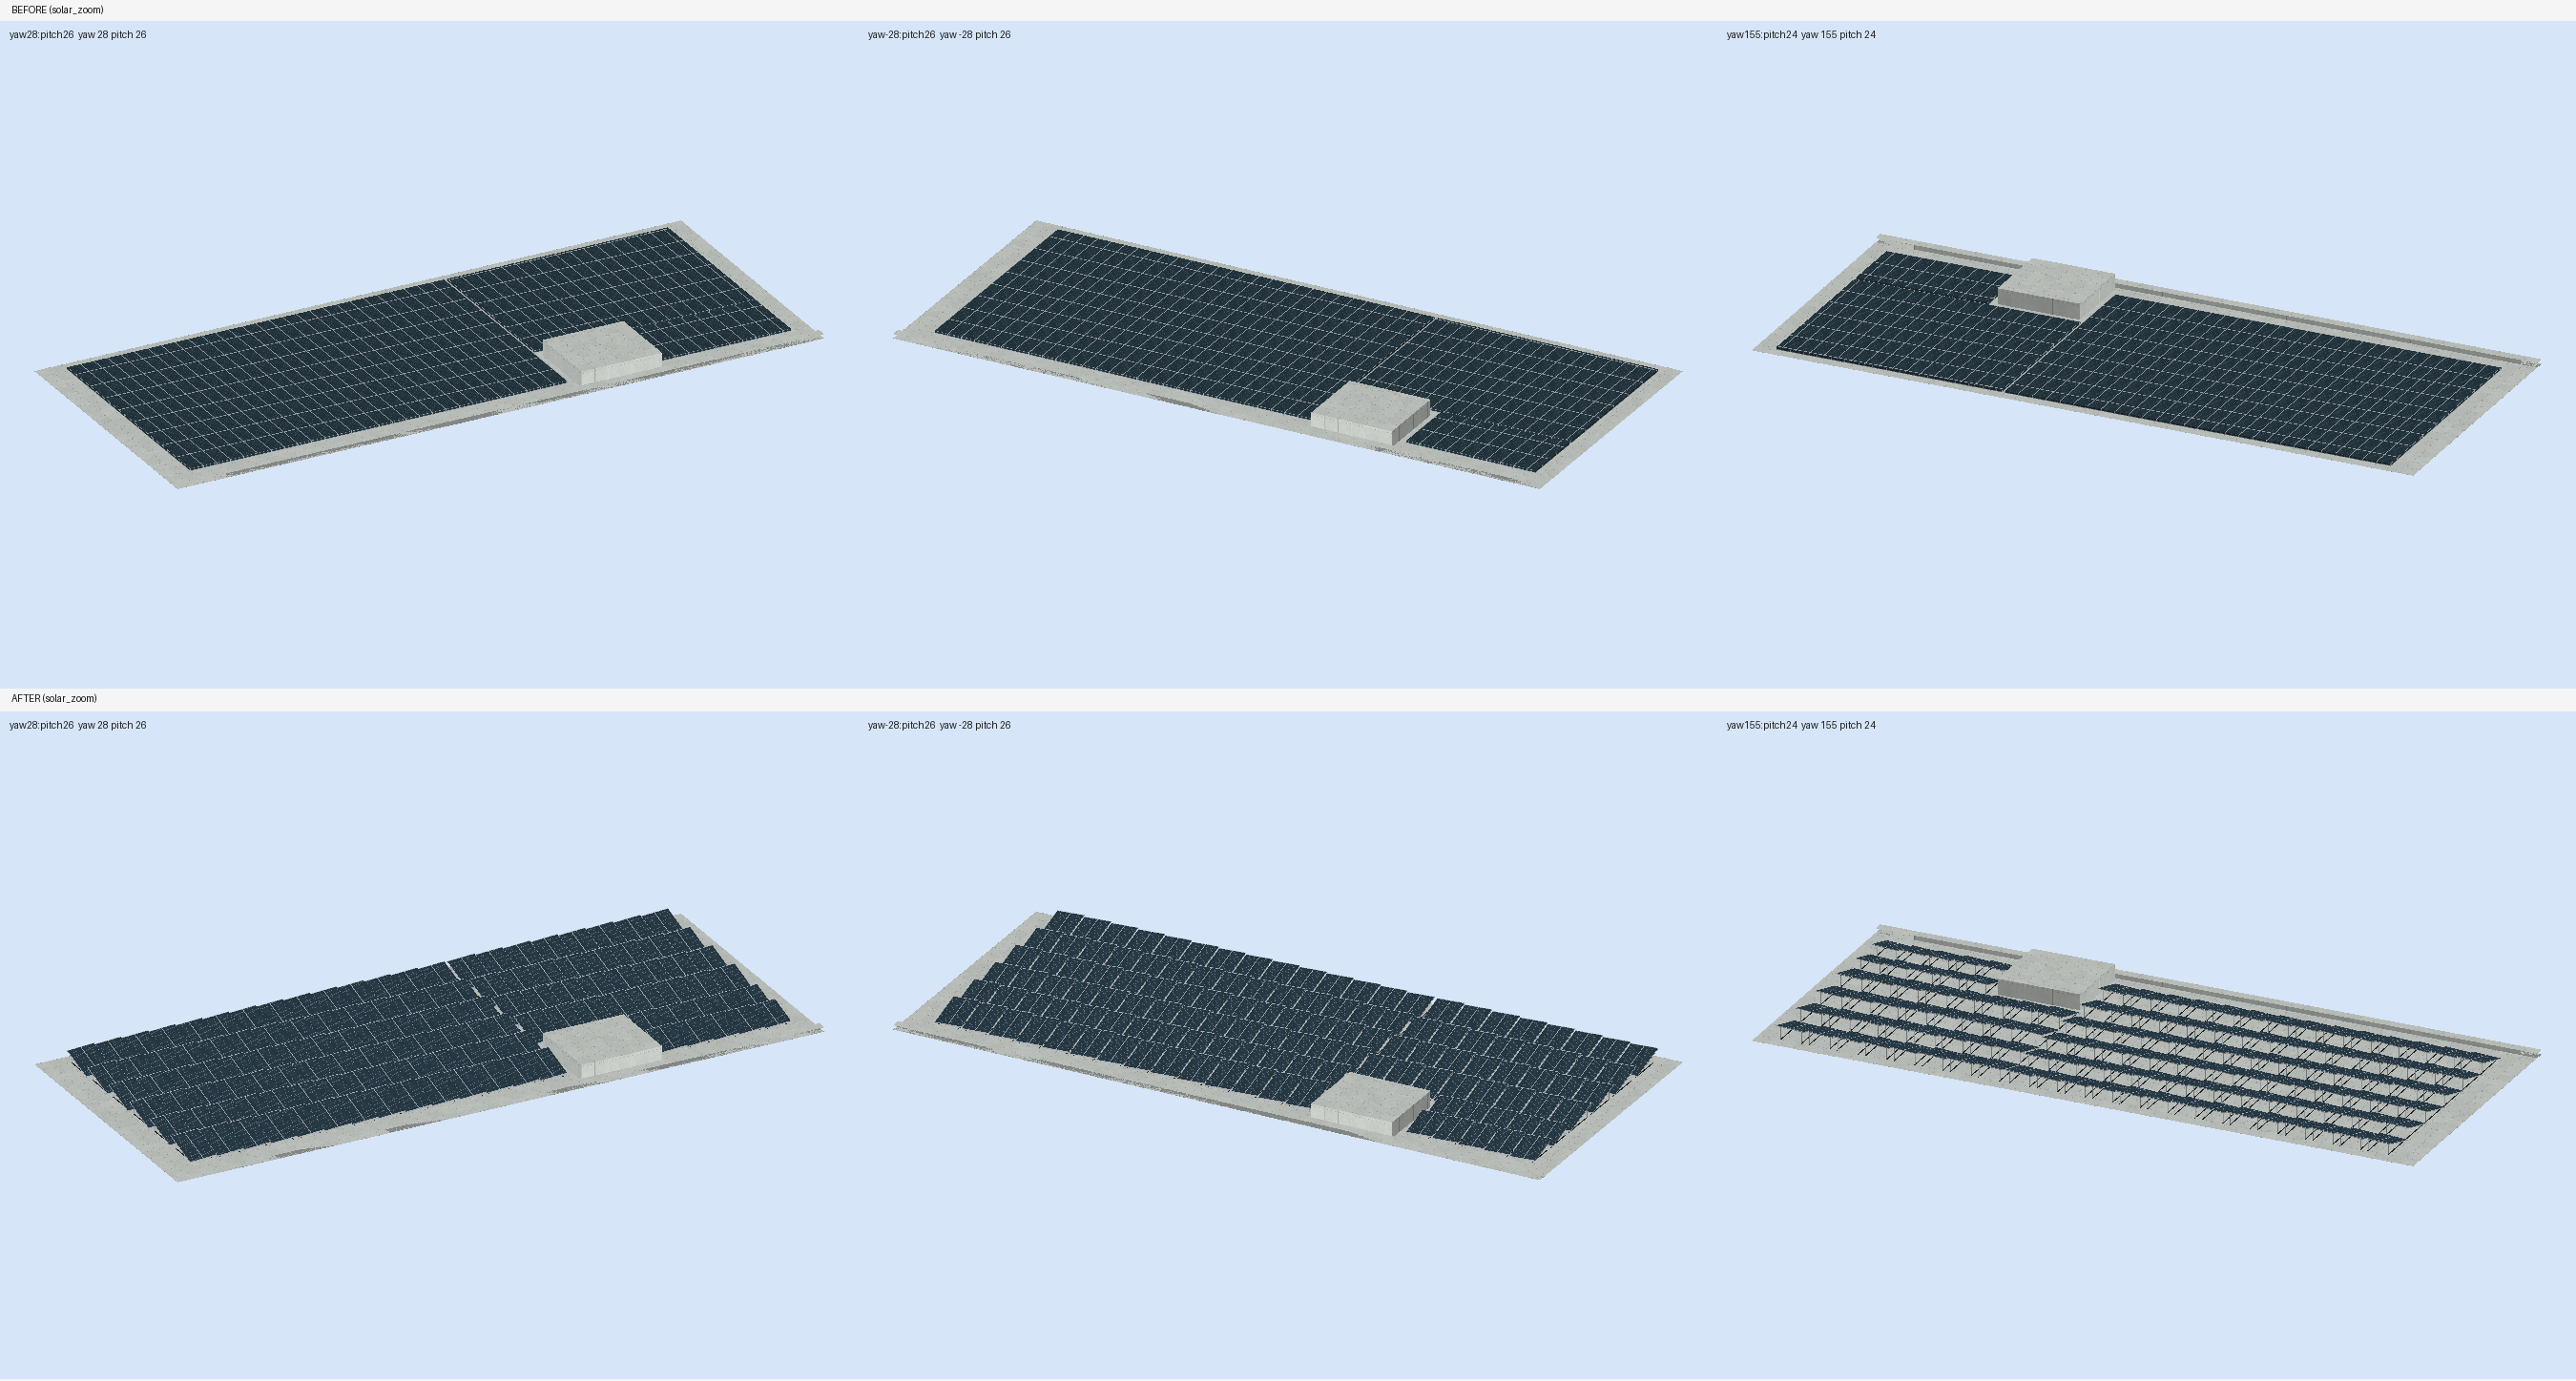 BEFORE (solar_zoom)
yaw28:pitch26 yaw 28 pitch 26
yaw-28:pitch26 yaw -28 pitch 26
yaw155:pitch24 yaw 155 pitch 24
AFTER (solar_zoom)
yaw28:pitch26 yaw 28 pitch 26
yaw-28:pitch26 yaw -28 pitch 26
yaw155:pitch24 yaw 155 pitch 24